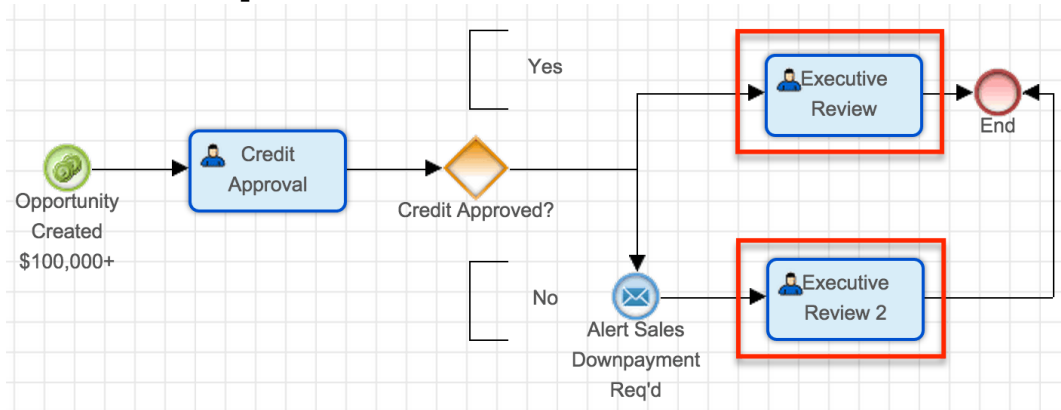 Yes
Executive
Review
End
Credit
Approval
Opportunity
Created
$100,000+
Credit Approved?
No
Alert Sales
Downpayment
Req'd
Executive
Review 2